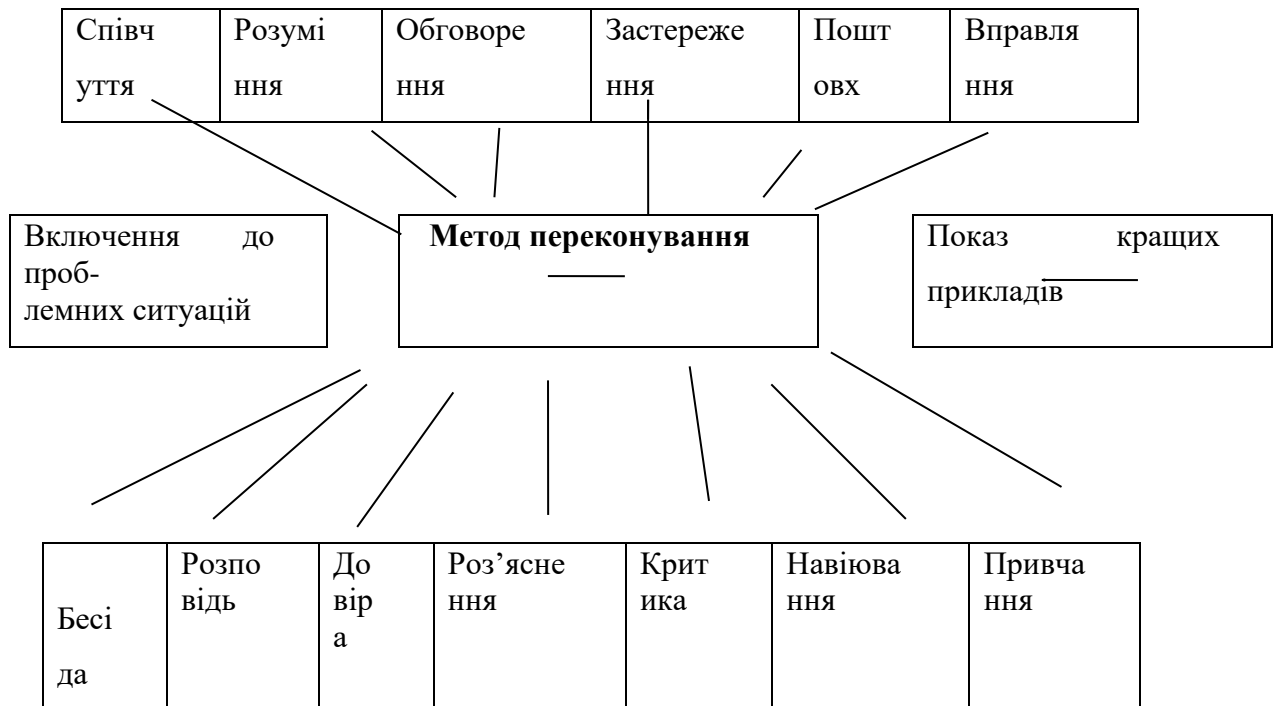 Співч
уття
Розумі
ння
Обговоре
ння
Застереже
ння
Пошт
овх
Вправля
ння
Включення до
проб-
лемних ситуацій
Метод переконування
Показ кращих
прикладів
Бесі
да
Розпо
відь
До
вір
а
Роз’ясне
ння
Крит
ика
Навіюва
ння
Привча
ння